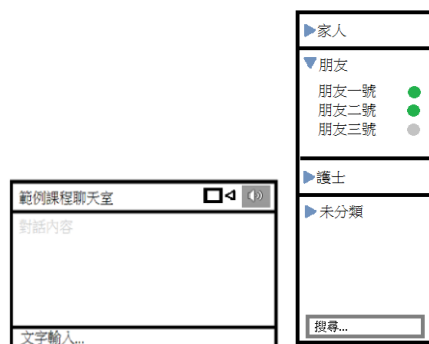 家人
朋友
朋友一號
朋友二號
朋友三號
護士
未分類
搜尋...
範例課程聊天室
對話內容
文字輸入...